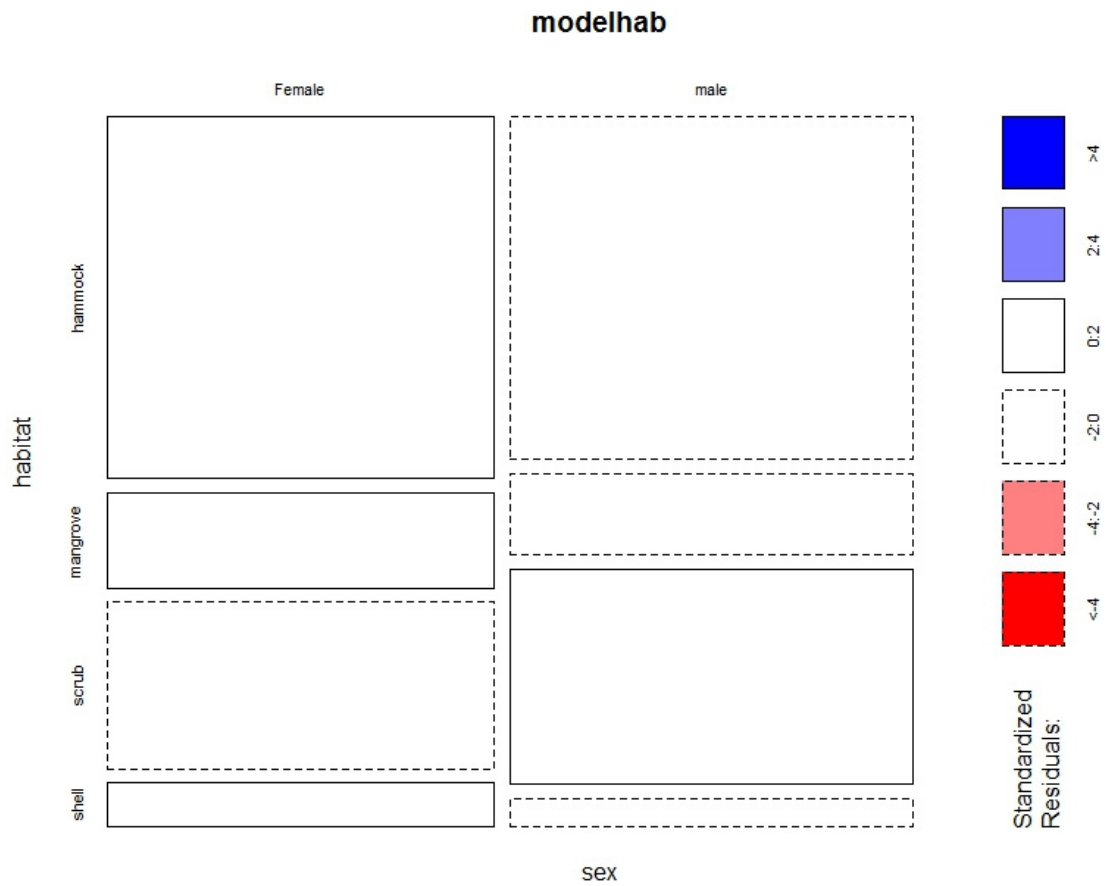 modelhab
Female
male
habitat
hammock
mangrove
scrub
shell
sex
>4
2:4
0:2
-2:0
-4:-2
<-4
Standardized
Residuals: